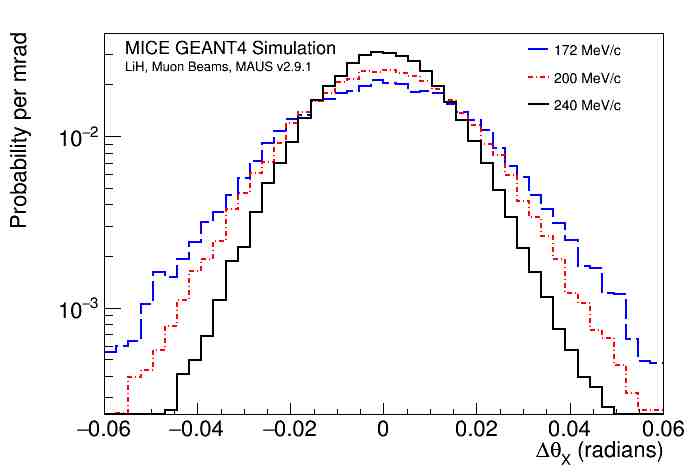 MICE GEANT4 Simulation
LiH, Muon Beams, MAUS v2.9.1
172 MeV/c
200 MeV/c
240 MeV/c
Probability per mrad
10⁻²
10⁻³
−0.06 −0.04 −0.02 0 0.02 0.04 0.06
Δθ_X (radians)